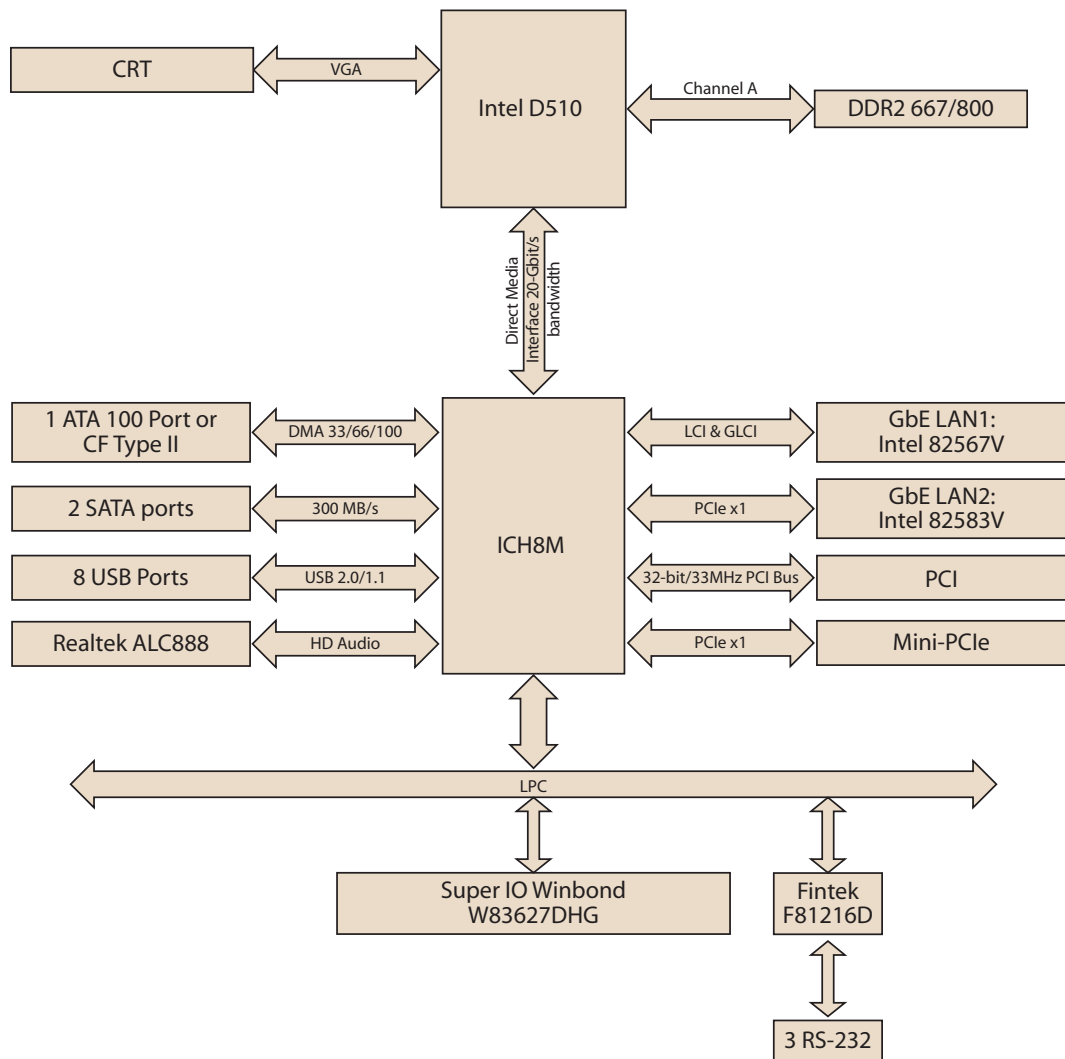 CRT
VGA
Intel D510
Channel A
DDR2 667/800
Direct Media
Interface 20-Gbit/s
bandwidth
1 ATA 100 Port or
CF Type II
DMA 33/66/100
LCI & GLCI
GbE LAN1:
Intel 82567V
2 SATA ports
300 MB/s
ICH8M
PCIe x1
GbE LAN2:
Intel 82583V
8 USB Ports
USB 2.0/1.1
32-bit/33MHz PCI Bus
PCI
Realtek ALC888
HD Audio
PCIe x1
Mini-PCIe
LPC
Super IO Winbond
W83627DHG
Fintek
F81216D
3 RS-232